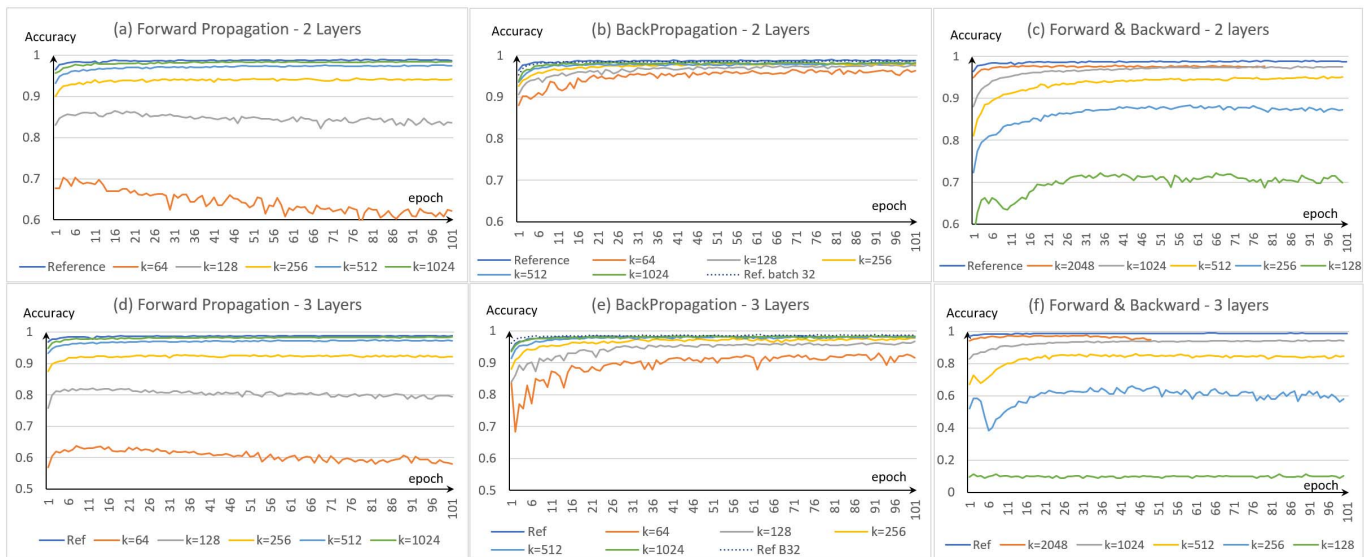 (a) Forward Propagation - 2 Layers
Accuracy
1
0.9
0.8
0.7
0.6
epoch
1 6 11 16 21 26 31 36 41 46 51 56 61 66 71 76 81 86 91 96 101
Reference k=64 k=128 k=256 k=512 k=1024
(b) BackPropagation - 2 Layers
Accuracy
1
0.9
0.8
0.7
0.6
epoch
1 6 11 16 21 26 31 36 41 46 51 56 61 66 71 76 81 86 91 96 101
Reference k=64 k=128 k=256
k=512 k=1024 Ref. batch 32
(c) Forward & Backward - 2 layers
Accuracy
1
0.9
0.8
0.7
0.6
epoch
1 6 11 16 21 26 31 36 41 46 51 56 61 66 71 76 81 86 91 96 101
Reference k=2048 k=1024 k=512 k=256 k=128
(d) Forward Propagation - 3 Layers
Accuracy
1
0.9
0.8
0.7
0.6
0.5
epoch
1 6 11 16 21 26 31 36 41 46 51 56 61 66 71 76 81 86 91 96 101
Ref k=64 k=128 k=256 k=512 k=1024
(e) BackPropagation - 3 Layers
Accuracy
1
0.9
0.8
0.7
0.6
0.5
epoch
1 6 11 16 21 26 31 36 41 46 51 56 61 66 71 76 81 86 91 96 101
Ref k=64 k=128 k=256
k=512 k=1024 Ref B32
(f) Forward & Backward - 3 layers
Accuracy
1
0.8
0.6
0.4
0.2
0
epoch
1 6 11 16 21 26 31 36 41 46 51 56 61 66 71 76 81 86 91 96 101
Ref k=2048 k=1024 k=512 k=256 k=128